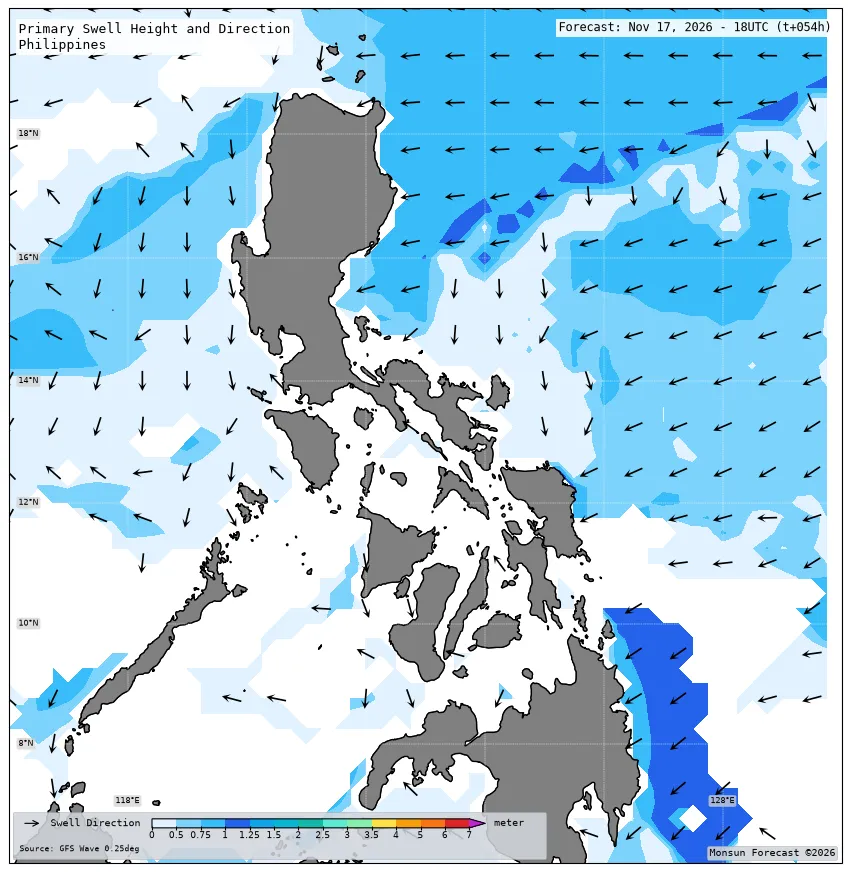 Primary Swell Height and Direction
Philippines
Forecast: Nov 17, 2026 - 18UTC (t+054h)
18°N
16°N
14°N
12°N
10°N
8°N
118°E
128°E
Swell Direction
0 0.5 0.75 1 1.25 1.5 2 2.5 3 3.5 4 5 6 7
meter
Source: GFS Wave 0.25deg
Monsun Forecast ©2026